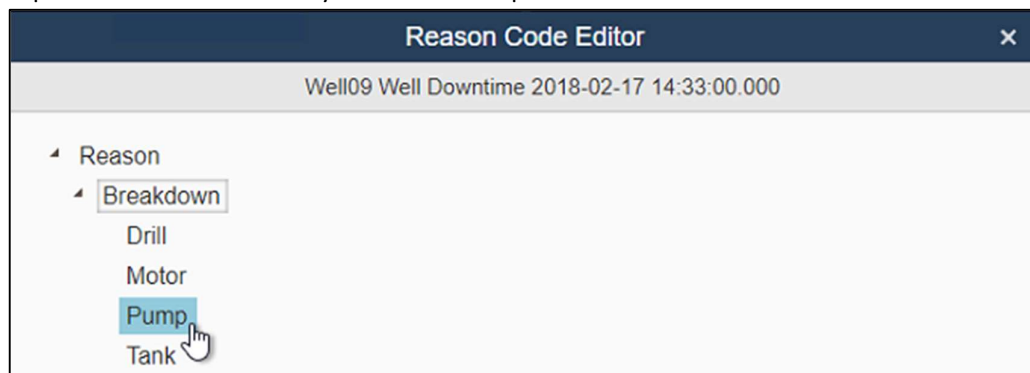 Reason Code Editor ×
Well09 Well Downtime 2018-02-17 14:33:00.000
Reason
Breakdown
Drill
Motor
Pump
Tank